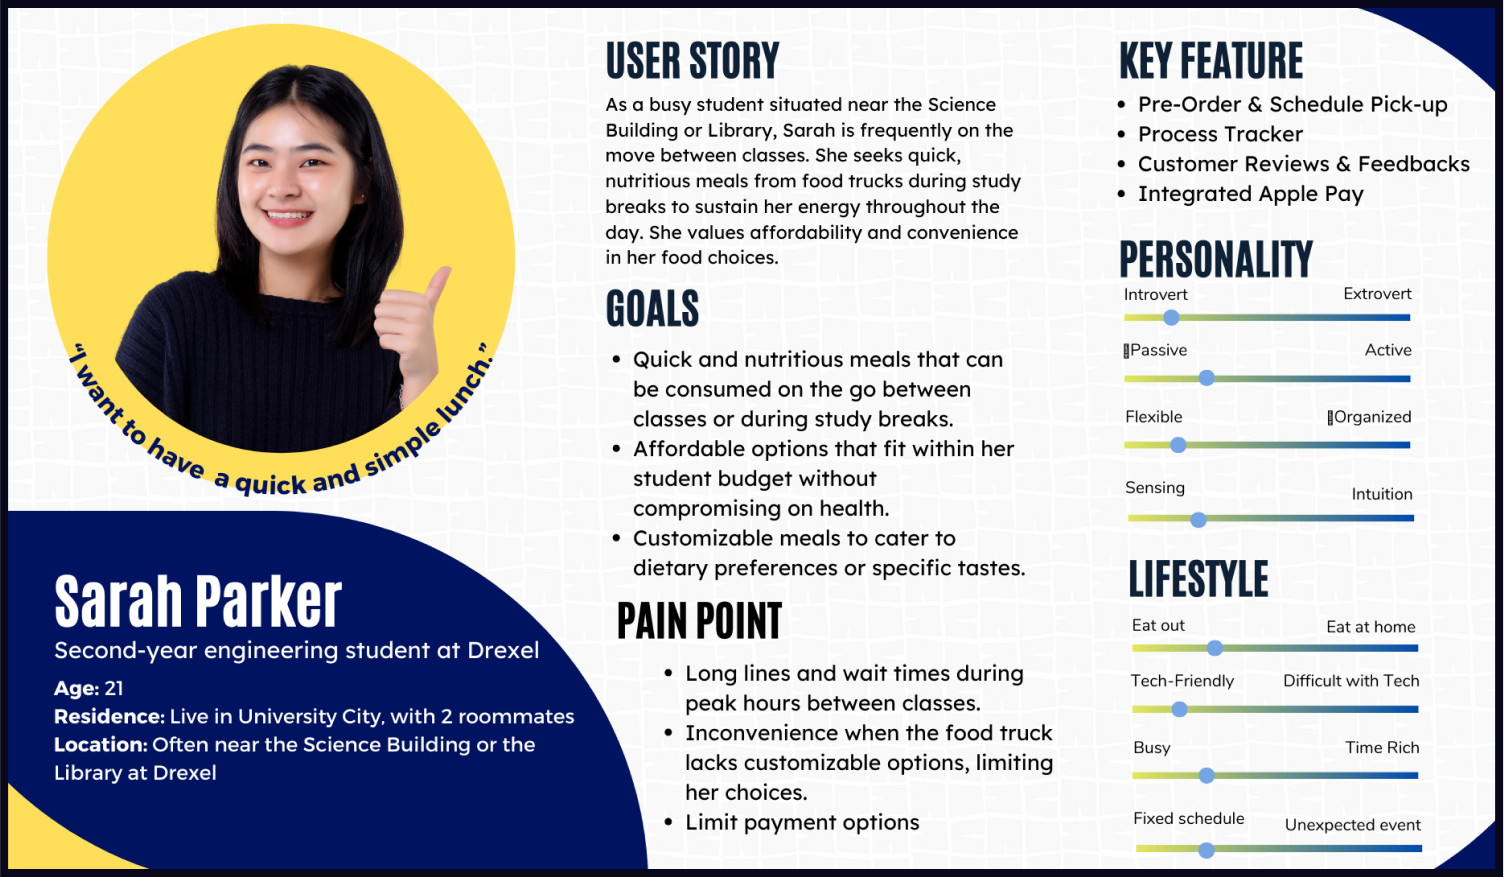 “I want to have a quick and simple lunch.”
Sarah Parker
Second-year engineering student at Drexel
Age: 21
Residence: Live in University City, with 2 roommates
Location: Often near the Science Building or the
Library at Drexel
USER STORY
As a busy student situated near the Science
Building or Library, Sarah is frequently on the
move between classes. She seeks quick,
nutritious meals from food trucks during study
breaks to sustain her energy throughout the
day. She values affordability and convenience
in her food choices.
GOALS
• Quick and nutritious meals that can
be consumed on the go between
classes or during study breaks.
• Affordable options that fit within her
student budget without
compromising on health.
• Customizable meals to cater to
dietary preferences or specific tastes.
PAIN POINT
• Long lines and wait times during
peak hours between classes.
• Inconvenience when the food truck
lacks customizable options, limiting
her choices.
• Limit payment options
KEY FEATURE
• Pre-Order & Schedule Pick-up
• Process Tracker
• Customer Reviews & Feedbacks
• Integrated Apple Pay
PERSONALITY
Introvert Extrovert
Passive Active
Flexible Organized
Sensing Intuition
LIFESTYLE
Eat out Eat at home
Tech-Friendly Difficult with Tech
Busy Time Rich
Fixed schedule Unexpected event